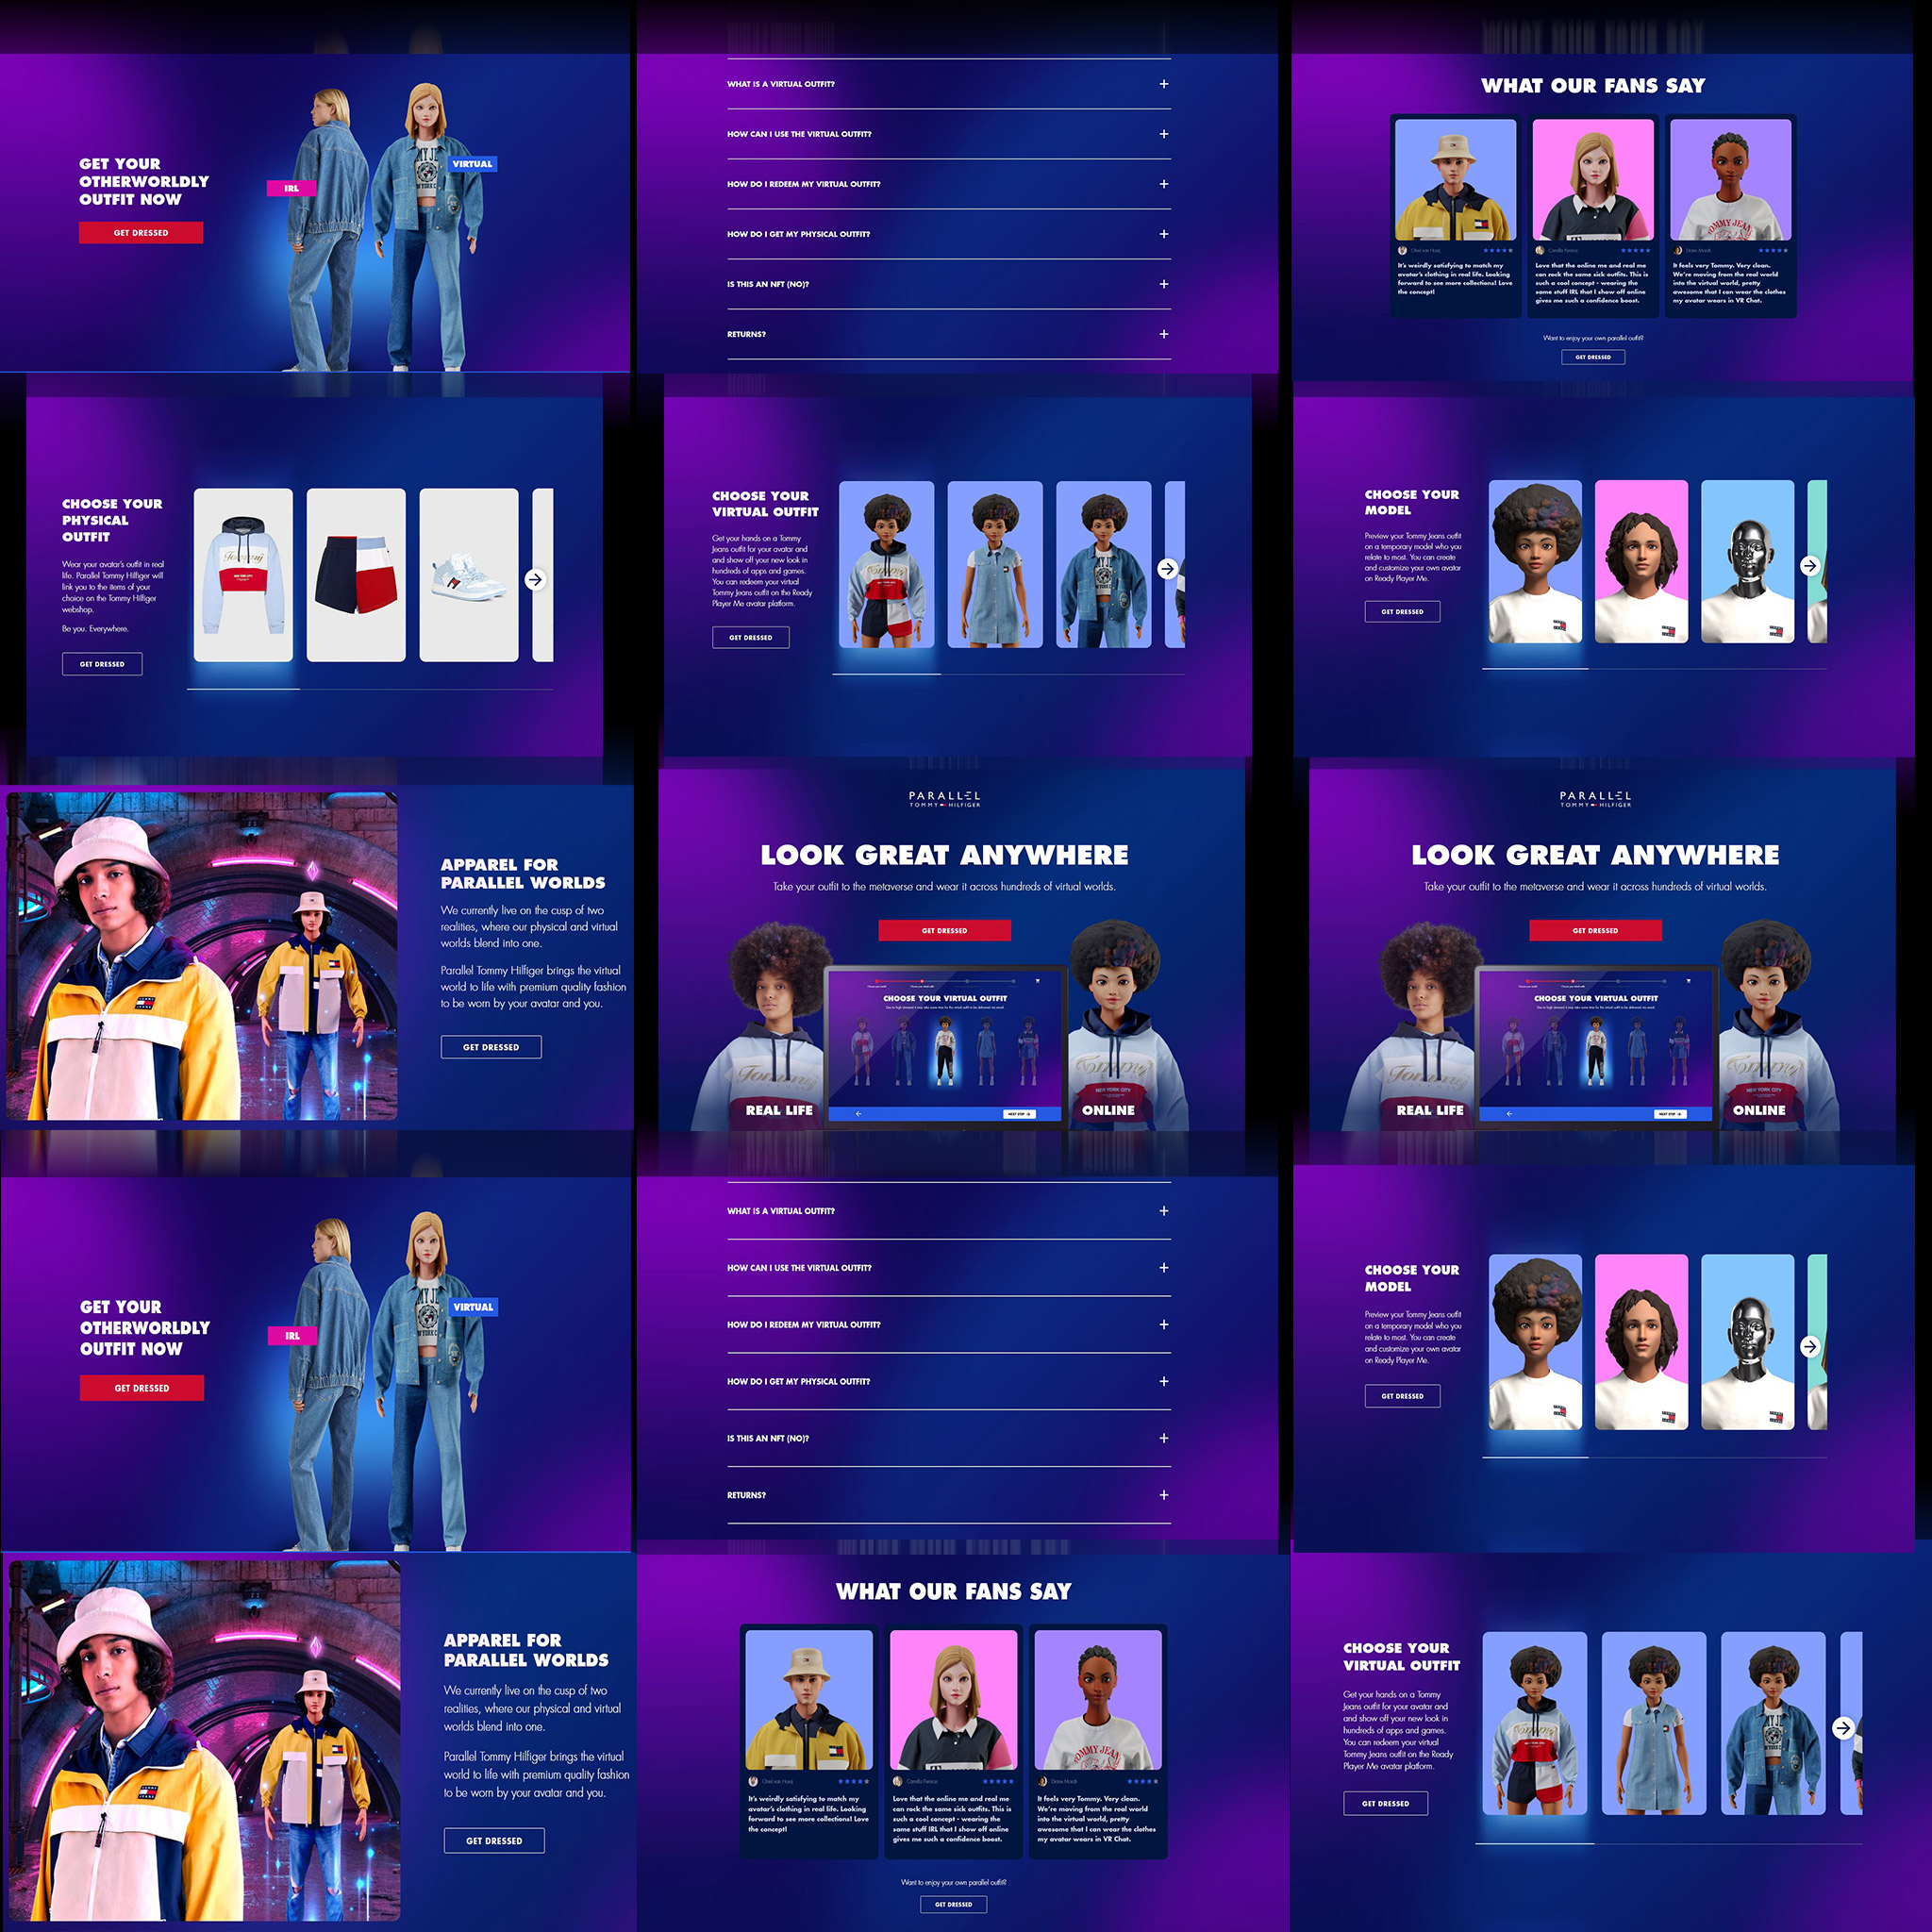 GET YOUR
OTHERWORLDLY
OUTFIT NOW
GET DRESSED
IRL
VIRTUAL
WHAT IS A VIRTUAL OUTFIT?
HOW CAN I USE THE VIRTUAL OUTFIT?
HOW DO I REDEEM MY VIRTUAL OUTFIT?
HOW DO I GET MY PHYSICAL OUTFIT?
IS THIS AN NFT (NO)?
RETURNS?
WHAT OUR FANS SAY
It's weirdly satisfying to match my
avatar's clothing in real life. Looking
forward to see more collections! Love
the concept!
Love that the online me and real me
can rock the same sick outfits. This is
such a cool concept - wearing the
same stuff IRL that I show off online
gives me such a confidence boost.
TOMMY JEANS
It feels very Tommy. Very clean.
We're moving from the real world
into the virtual world, pretty
awesome that I can wear the clothes
my avatar wears in VR Chat.
Want to enjoy your own parallel outfit?
GET DRESSED
CHOOSE YOUR
PHYSICAL
OUTFIT
Wear your avatar's outfit in real
life. Parallel Tommy Hilfiger will
link you to the items of your
choice on the Tommy Hilfiger
webshop.
Be you. Everywhere.
GET DRESSED
Tommy
CHOOSE YOUR
VIRTUAL OUTFIT
Get your hands on a Tommy
Jeans outfit for your avatar and
and show off your new look in
hundreds of apps and games.
You can redeem your virtual
Tommy Jeans outfit on the Ready
Player Me avatar platform.
GET DRESSED
Tommy
CHOOSE YOUR
MODEL
Preview your Tommy Jeans outfit
on a temporary model who you
relate to most. You can create
and customize your own avatar
on Ready Player Me.
GET DRESSED
APPAREL FOR
PARALLEL WORLDS
We currently live on the cusp of two
realities, where our physical and virtual
worlds blend into one.
Parallel Tommy Hilfiger brings the virtual
world to life with premium quality fashion
to be worn by your avatar and you.
GET DRESSED
PARALLEL
TOMMY HILFIGER
LOOK GREAT ANYWHERE
Take your outfit to the metaverse and wear it across hundreds of virtual worlds.
GET DRESSED
CHOOSE YOUR VIRTUAL OUTFIT
Tommy
Tommy
NEW YORK CITY
REAL LIFE
NEXT STEP
ONLINE
PARALLEL
TOMMY HILFIGER
LOOK GREAT ANYWHERE
Take your outfit to the metaverse and wear it across hundreds of virtual worlds.
GET DRESSED
CHOOSE YOUR VIRTUAL OUTFIT
Tommy
Tommy
NEW YORK CITY
REAL LIFE
NEXT STEP
ONLINE
GET YOUR
OTHERWORLDLY
OUTFIT NOW
GET DRESSED
IRL
VIRTUAL
WHAT IS A VIRTUAL OUTFIT?
HOW CAN I USE THE VIRTUAL OUTFIT?
HOW DO I REDEEM MY VIRTUAL OUTFIT?
HOW DO I GET MY PHYSICAL OUTFIT?
IS THIS AN NFT (NO)?
RETURNS?
CHOOSE YOUR
MODEL
Preview your Tommy Jeans outfit
on a temporary model who you
relate to most. You can create
and customize your own avatar
on Ready Player Me.
GET DRESSED
APPAREL FOR
PARALLEL WORLDS
We currently live on the cusp of two
realities, where our physical and virtual
worlds blend into one.
Parallel Tommy Hilfiger brings the virtual
world to life with premium quality fashion
to be worn by your avatar and you.
GET DRESSED
WHAT OUR FANS SAY
It's weirdly satisfying to match my
avatar's clothing in real life. Looking
forward to see more collections! Love
the concept!
Love that the online me and real me
can rock the same sick outfits. This is
such a cool concept - wearing the
same stuff IRL that I show off online
gives me such a confidence boost.
TOMMY JEANS
It feels very Tommy. Very clean.
We're moving from the real world
into the virtual world, pretty
awesome that I can wear the clothes
my avatar wears in VR Chat.
Want to enjoy your own parallel outfit?
GET DRESSED
CHOOSE YOUR
VIRTUAL OUTFIT
Get your hands on a Tommy
Jeans outfit for your avatar and
and show off your new look in
hundreds of apps and games.
You can redeem your virtual
Tommy Jeans outfit on the Ready
Player Me avatar platform.
GET DRESSED
Tommy